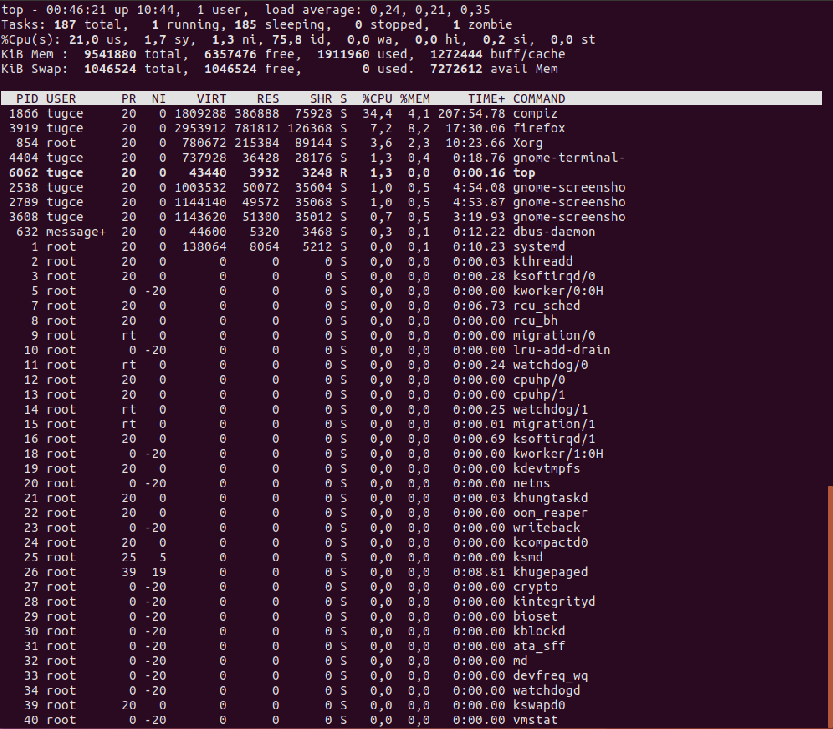 top - 00:46:21 up 10:44,  1 user,  load average: 0,24, 0,21, 0,35
Tasks: 187 total,   1 running, 185 sleeping,   0 stopped,   1 zombie
%Cpu(s): 21,0 us,  1,7 sy,  1,3 ni, 75,8 id,  0,0 wa,  0,0 hi,  0,2 si,  0,0 st
KiB Mem :  9541880 total,  6357476 free,  1911960 used,  1272444 buff/cache
KiB Swap:  1046524 total,  1046524 free,        0 used.  7272612 avail Mem
PID USER PR NI VIRT RES SHR S %CPU %MEM TIME+ COMMAND
1866 tugce 20 0 1809288 386888 75928 S 34,4 4,1 207:54.78 compiz
3919 tugce 20 0 2953912 781812 126368 S 7,2 8,2 17:30.06 firefox
854 root 20 0 780672 215384 89144 S 3,6 2,3 10:23.66 Xorg
4404 tugce 20 0 737928 36428 28176 S 1,3 0,4 0:18.76 gnome-terminal-
6062 tugce 20 0 43440 3932 3248 R 1,3 0,0 0:00.16 top
2538 tugce 20 0 1003532 50072 35604 S 1,0 0,5 4:54.08 gnome-screensho
2789 tugce 20 0 1144140 49572 35068 S 1,0 0,5 4:53.87 gnome-screensho
3608 tugce 20 0 1143620 51300 35012 S 0,7 0,5 3:19.93 gnome-screensho
632 message+ 20 0 44600 5320 3468 S 0,3 0,1 0:12.22 dbus-daemon
1 root 20 0 138064 8064 5212 S 0,0 0,1 0:10.23 systemd
2 root 20 0 0 0 0 S 0,0 0,0 0:00.03 kthreadd
3 root 20 0 0 0 0 S 0,0 0,0 0:00.28 ksoftirqd/0
5 root 0 -20 0 0 0 S 0,0 0,0 0:00.00 kworker/0:0H
7 root 20 0 0 0 0 S 0,0 0,0 0:06.73 rcu_sched
8 root 20 0 0 0 0 S 0,0 0,0 0:00.00 rcu_bh
9 root rt 0 0 0 0 S 0,0 0,0 0:00.00 migration/0
10 root 0 -20 0 0 0 S 0,0 0,0 0:00.00 lru-add-drain
11 root rt 0 0 0 0 S 0,0 0,0 0:00.24 watchdog/0
12 root 20 0 0 0 0 S 0,0 0,0 0:00.00 cpuhp/0
13 root 20 0 0 0 0 S 0,0 0,0 0:00.00 cpuhp/1
14 root rt 0 0 0 0 S 0,0 0,0 0:00.25 watchdog/1
15 root rt 0 0 0 0 S 0,0 0,0 0:00.01 migration/1
16 root 20 0 0 0 0 S 0,0 0,0 0:00.69 ksoftirqd/1
18 root 0 -20 0 0 0 S 0,0 0,0 0:00.00 kworker/1:0H
19 root 20 0 0 0 0 S 0,0 0,0 0:00.00 kdevtmpfs
20 root 0 -20 0 0 0 S 0,0 0,0 0:00.00 netns
21 root 20 0 0 0 0 S 0,0 0,0 0:00.03 khungtaskd
22 root 20 0 0 0 0 S 0,0 0,0 0:00.00 oom_reaper
23 root 0 -20 0 0 0 S 0,0 0,0 0:00.00 writeback
24 root 20 0 0 0 0 S 0,0 0,0 0:00.00 kcompactd0
25 root 25 5 0 0 0 S 0,0 0,0 0:00.00 ksmd
26 root 39 19 0 0 0 S 0,0 0,0 0:08.81 khugepaged
27 root 0 -20 0 0 0 S 0,0 0,0 0:00.00 crypto
28 root 0 -20 0 0 0 S 0,0 0,0 0:00.00 kintegrityd
29 root 0 -20 0 0 0 S 0,0 0,0 0:00.00 bioset
30 root 0 -20 0 0 0 S 0,0 0,0 0:00.00 kblockd
31 root 0 -20 0 0 0 S 0,0 0,0 0:00.00 ata_sff
32 root 0 -20 0 0 0 S 0,0 0,0 0:00.00 md
33 root 0 -20 0 0 0 S 0,0 0,0 0:00.00 devfreq_wq
34 root 0 -20 0 0 0 S 0,0 0,0 0:00.00 watchdogd
39 root 20 0 0 0 0 S 0,0 0,0 0:00.00 kswapd0
40 root 0 -20 0 0 0 S 0,0 0,0 0:00.00 vmstat